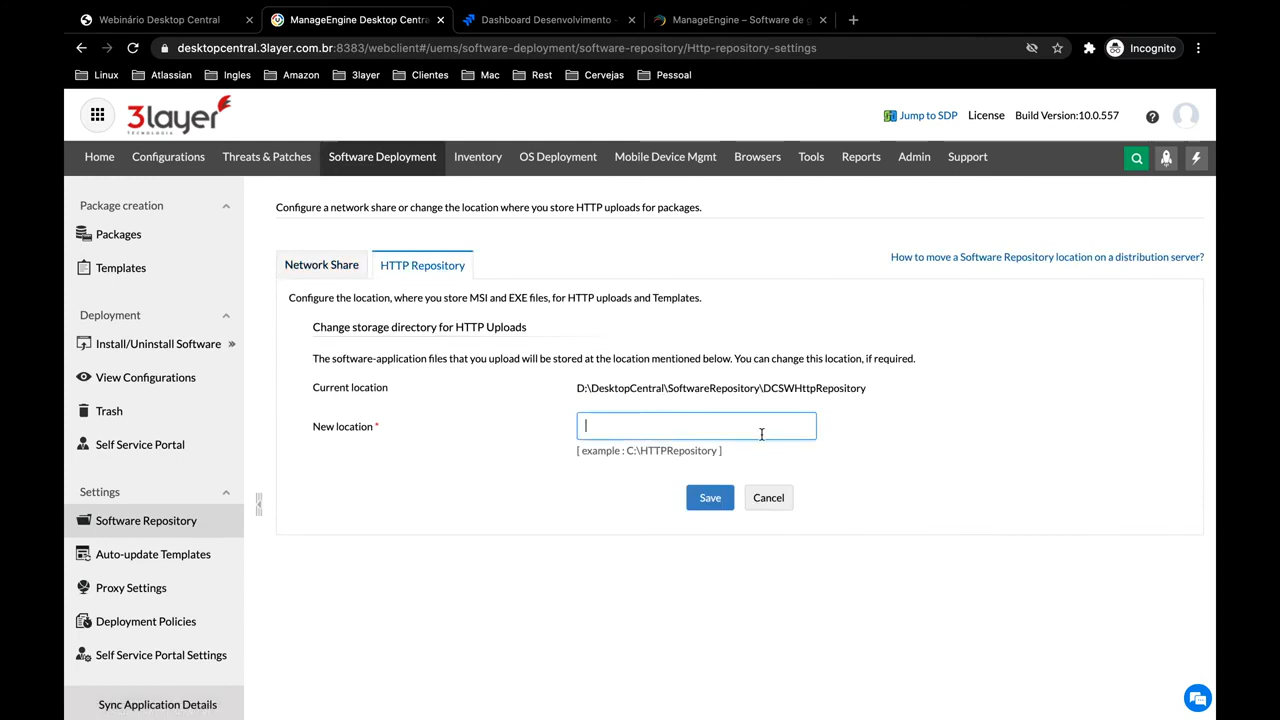 Webinário Desktop Central
ManageEngine Desktop Centra
Dashboard Desenvolvimento -
ManageEngine – Software de g
desktopcentral.3layer.com.br:8383/webclient#/uems/software-deployment/software-repository/Http-repository-settings
Incognito
Linux Atlassian Ingles Amazon 3layer Clientes Mac Rest Cervejas Pessoal
3layer
TECNOLOGIA
Jump to SDP License Build Version:10.0.557
Home Configurations Threats & Patches Software Deployment Inventory OS Deployment Mobile Device Mgmt Browsers Tools Reports Admin Support
Package creation
Packages
Templates
Deployment
Install/Uninstall Software »
View Configurations
Trash
Self Service Portal
Settings
Software Repository
Auto-update Templates
Proxy Settings
Deployment Policies
Self Service Portal Settings
Sync Application Details
Configure a network share or change the location where you store HTTP uploads for packages.
Network Share HTTP Repository
How to move a Software Repository location on a distribution server?
Configure the location, where you store MSI and EXE files, for HTTP uploads and Templates.
Change storage directory for HTTP Uploads
The software-application files that you upload will be stored at the location mentioned below. You can change this location, if required.
Current location D:\DesktopCentral\SoftwareRepository\DCSWHttpRepository
New location *
[ example : C:\HTTPRepository ]
Save Cancel